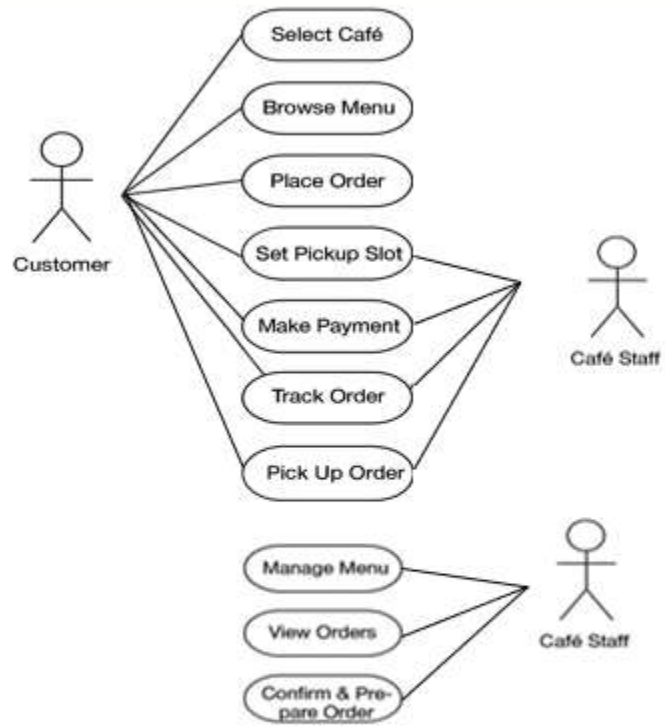 Select Café
Browse Menu
Place Order
Set Pickup Slot
Customer
Make Payment
Café Staff
Track Order
Pick Up Order
Manage Menu
View Orders
Café Staff
Confirm & Pre-
pare Order